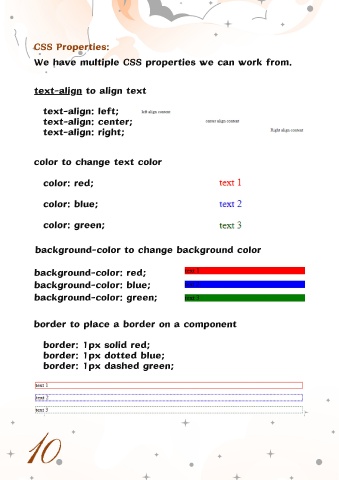 CSS Properties:
We have multiple CSS properties we can work from.
text-align to align text
text-align: left; left align content
text-align: center; center align content
text-align: right; Right align content
color to change text color
color: red; text 1
color: blue; text 2
color: green; text 3
background-color to change background color
background-color: red; text 1
background-color: blue;
background-color: green; text 3
border to place a border on a component
border: 1px solid red;
border: 1px dotted blue;
border: 1px dashed green;
text 1
text 2
text 3
10